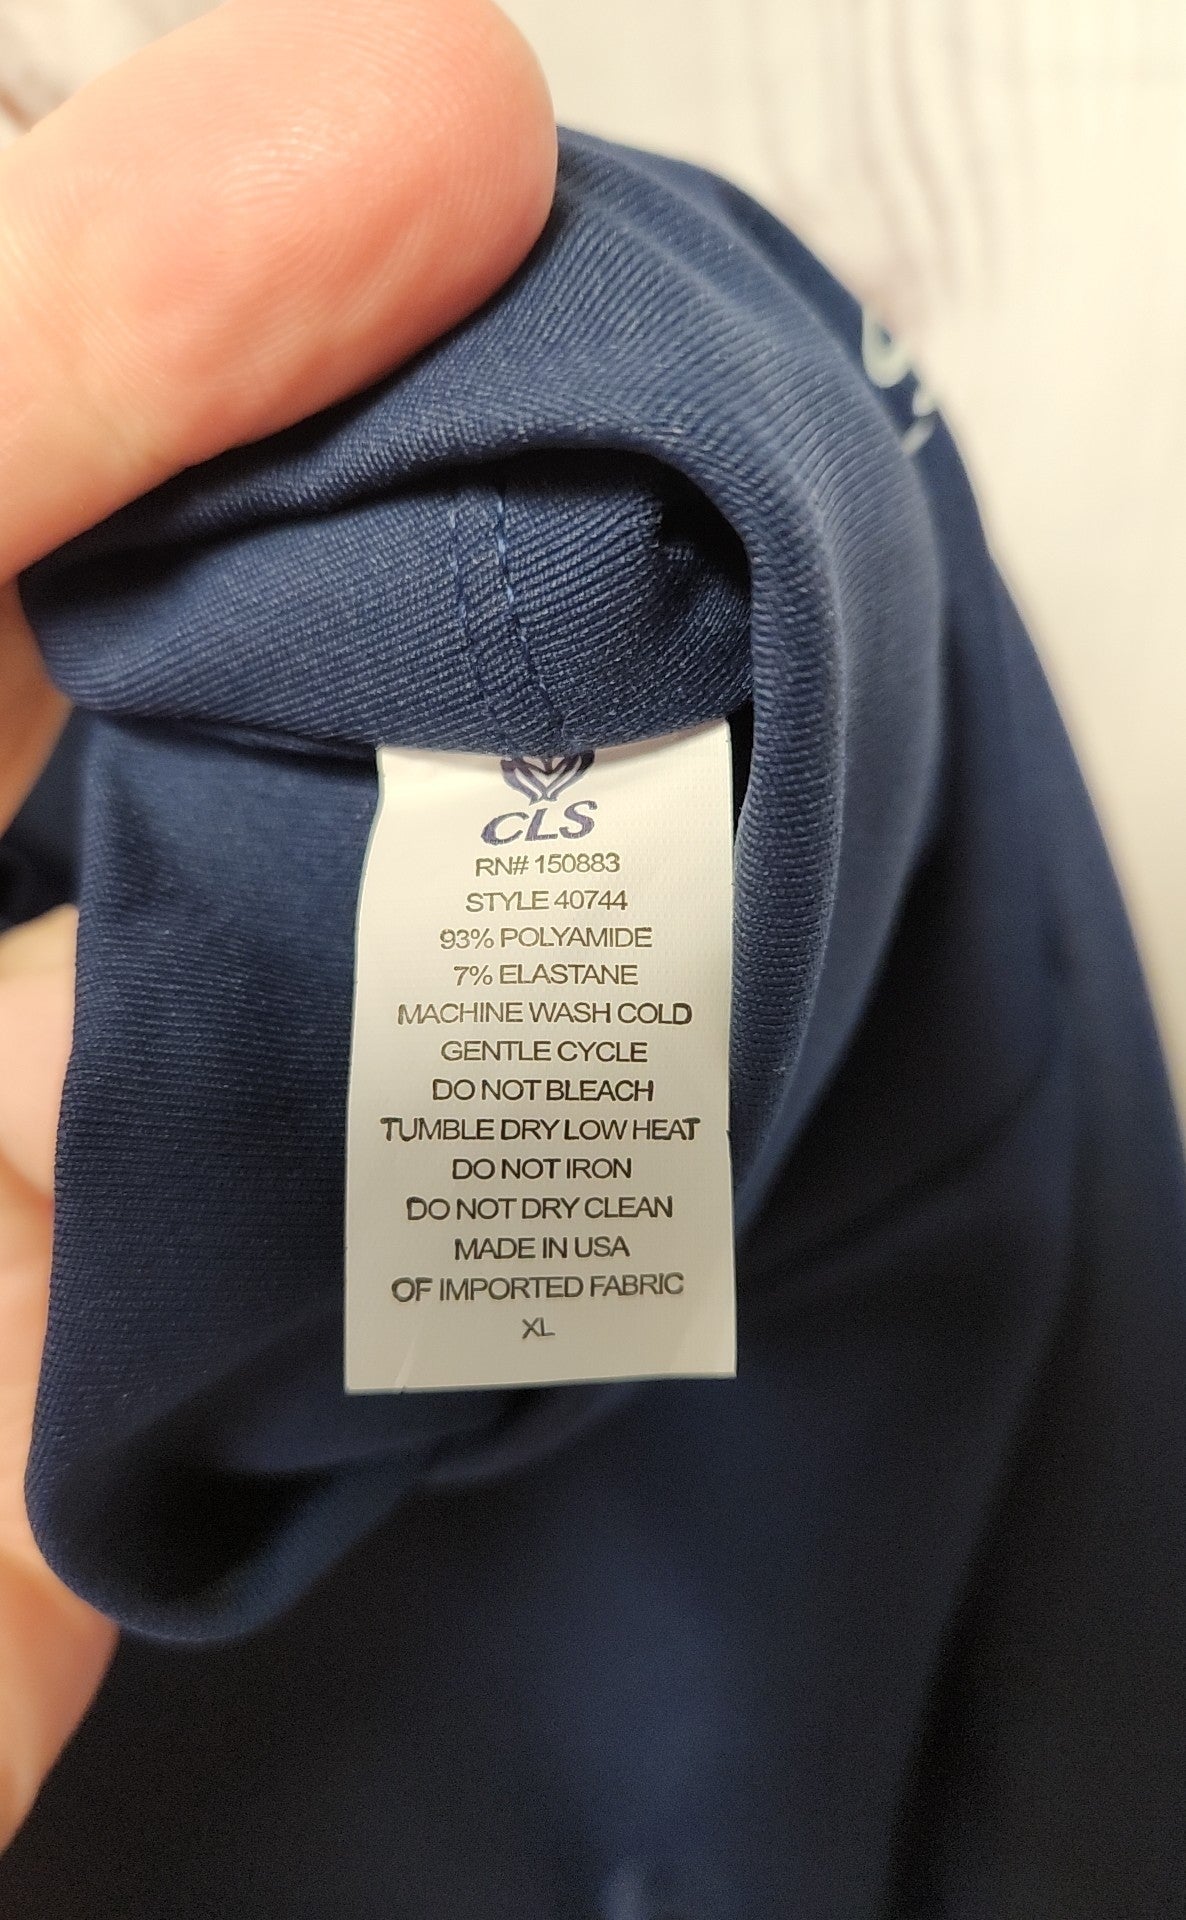 CLS
RN# 150883
STYLE 40744
93% POLYAMIDE
7% ELASTANE
MACHINE WASH COLD
GENTLE CYCLE
DO NOT BLEACH
TUMBLE DRY LOW HEAT
DO NOT IRON
DO NOT DRY CLEAN
MADE IN USA
OF IMPORTED FABRIC
XL